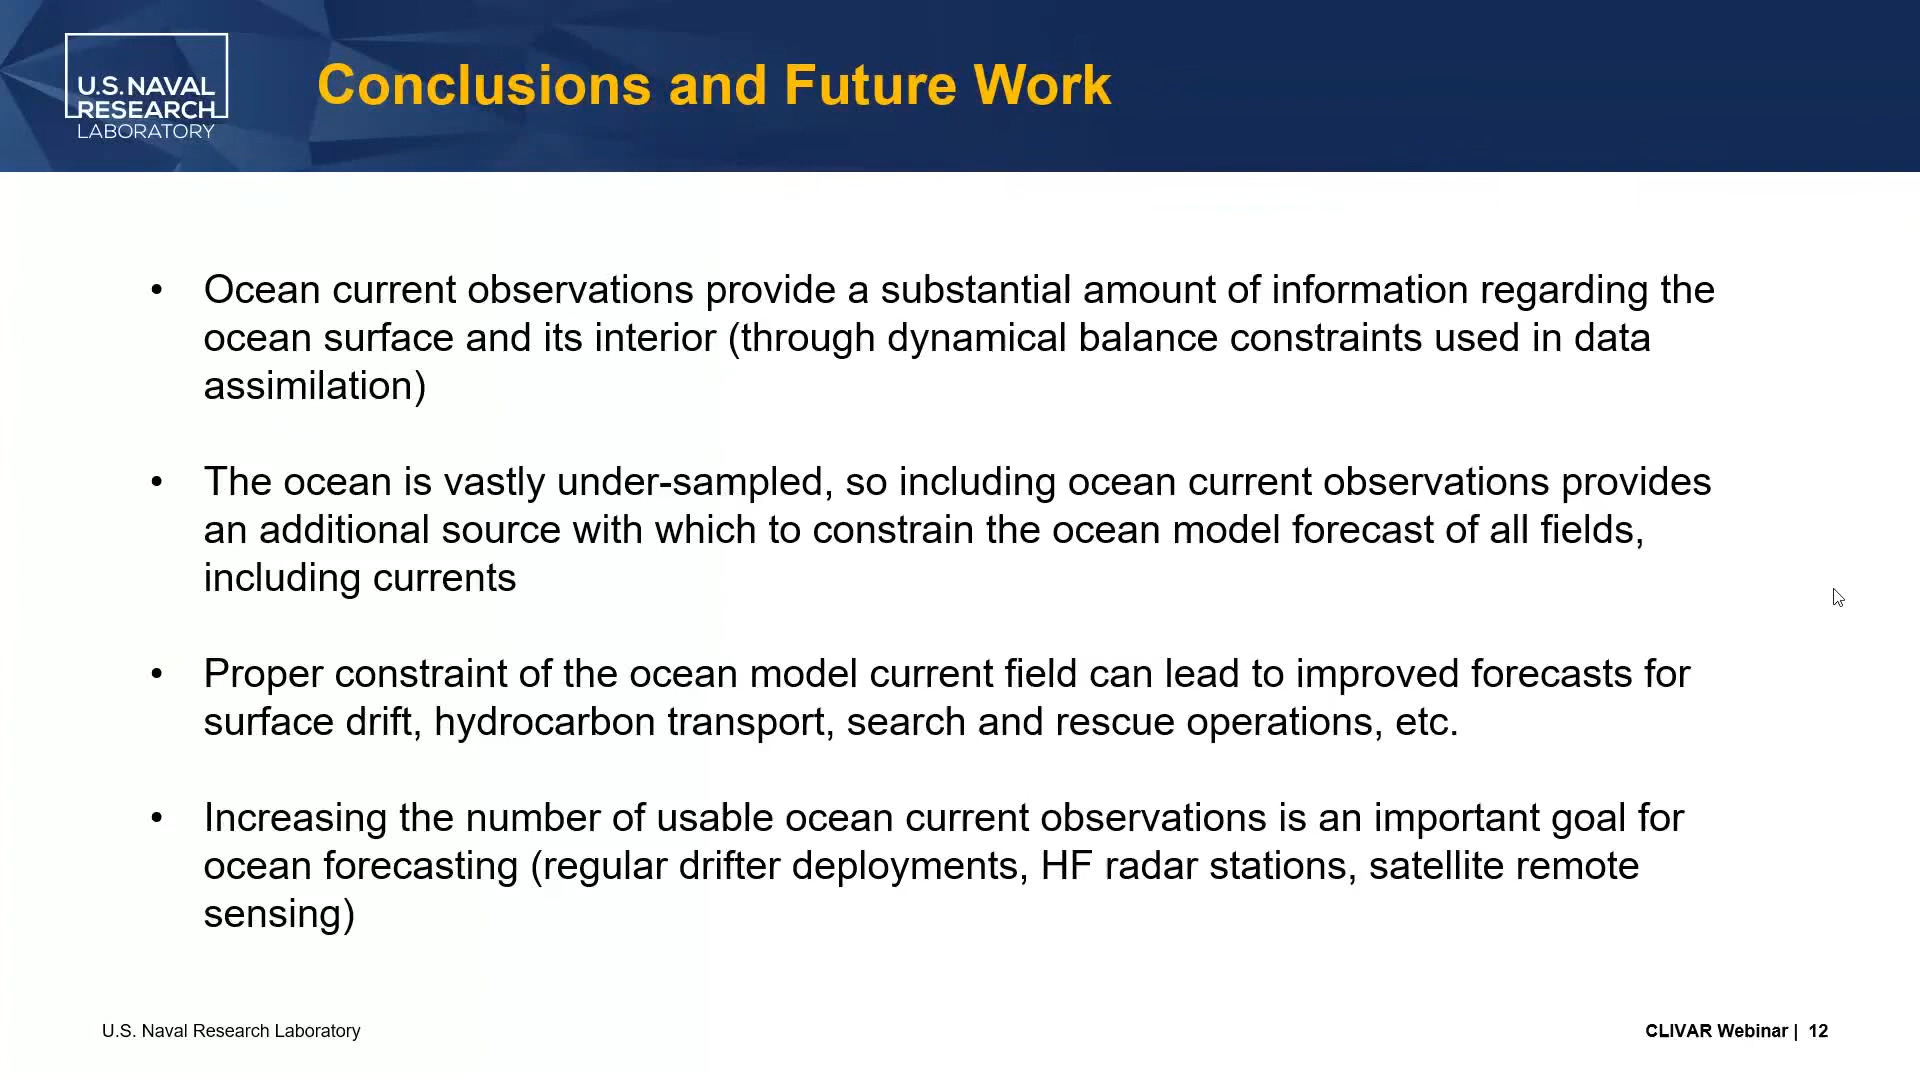 U.S. NAVAL
RESEARCH
LABORATORY
Conclusions and Future Work
• Ocean current observations provide a substantial amount of information regarding the
ocean surface and its interior (through dynamical balance constraints used in data
assimilation)
• The ocean is vastly under-sampled, so including ocean current observations provides
an additional source with which to constrain the ocean model forecast of all fields,
including currents
• Proper constraint of the ocean model current field can lead to improved forecasts for
surface drift, hydrocarbon transport, search and rescue operations, etc.
• Increasing the number of usable ocean current observations is an important goal for
ocean forecasting (regular drifter deployments, HF radar stations, satellite remote
sensing)
U.S. Naval Research Laboratory
CLIVAR Webinar | 12